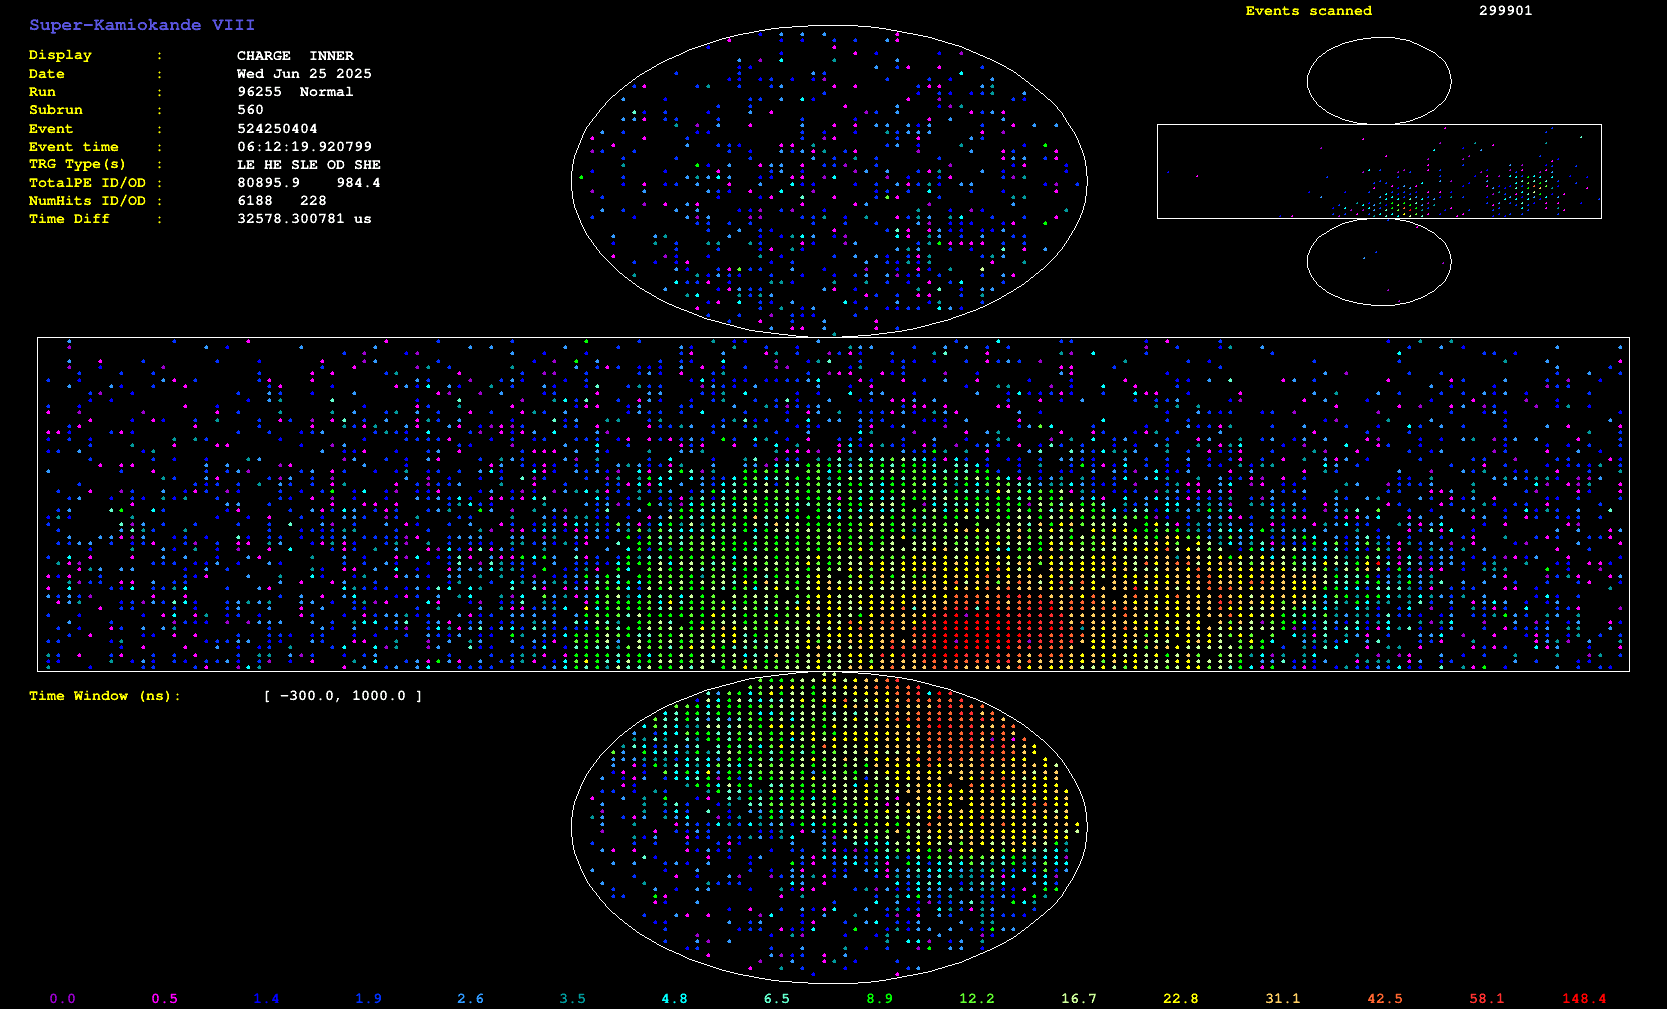 Super-Kamiokande VIII
Events scanned 299901
Display : CHARGE INNER
Date : Wed Jun 25 2025
Run : 96255 Normal
Subrun : 560
Event : 524250404
Event time : 06:12:19.920799
TRG Type(s) : LE HE SLE OD SHE
TotalPE ID/OD : 80895.9 984.4
NumHits ID/OD : 6188 228
Time Diff : 32578.300781 us
Time Window (ns): [ -300.0, 1000.0 ]
0.0 0.5 1.4 1.9 2.6 3.5 4.8 6.5 8.9 12.2 16.7 22.8 31.1 42.5 58.1 148.4